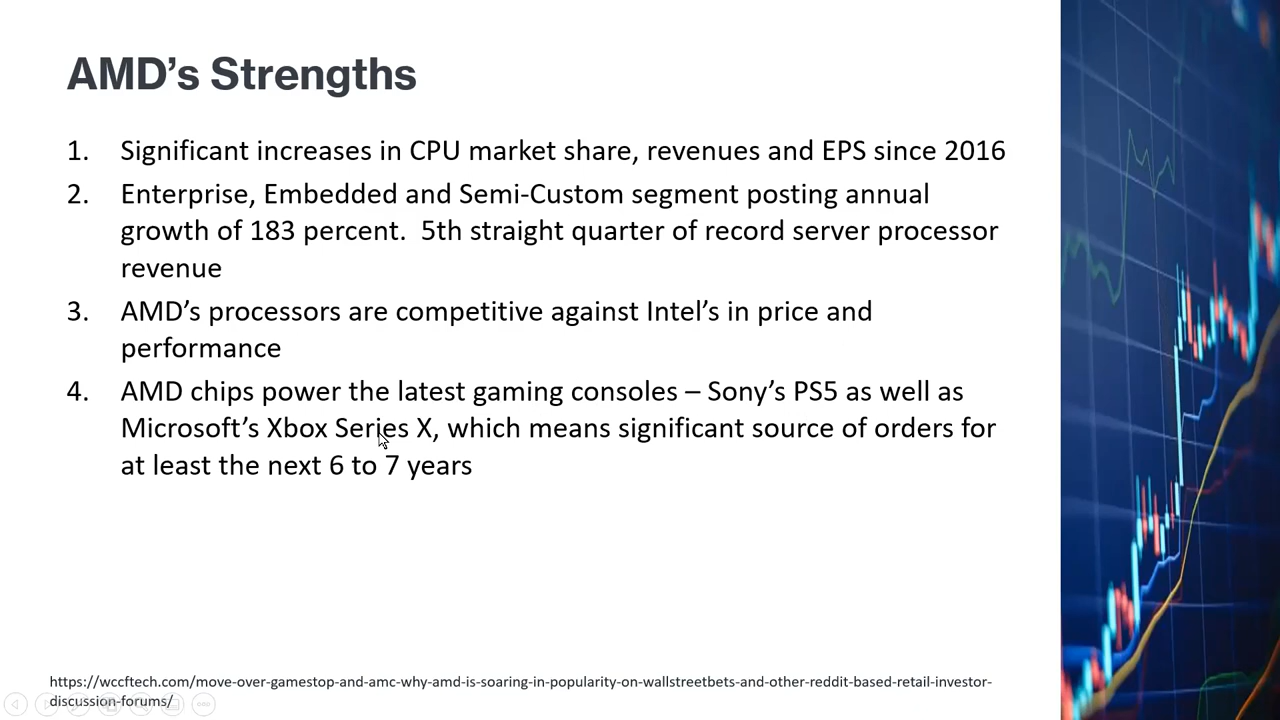 AMD’s Strengths
1. Significant increases in CPU market share, revenues and EPS since 2016
2. Enterprise, Embedded and Semi-Custom segment posting annual
growth of 183 percent.  5th straight quarter of record server processor
revenue
3. AMD’s processors are competitive against Intel’s in price and
performance
4. AMD chips power the latest gaming consoles – Sony’s PS5 as well as
Microsoft’s Xbox Series X, which means significant source of orders for
at least the next 6 to 7 years
https://wccftech.com/move-over-gamestop-and-amc-why-amd-is-soaring-in-popularity-on-wallstreetbets-and-other-reddit-based-retail-investor-
discussion-forums/